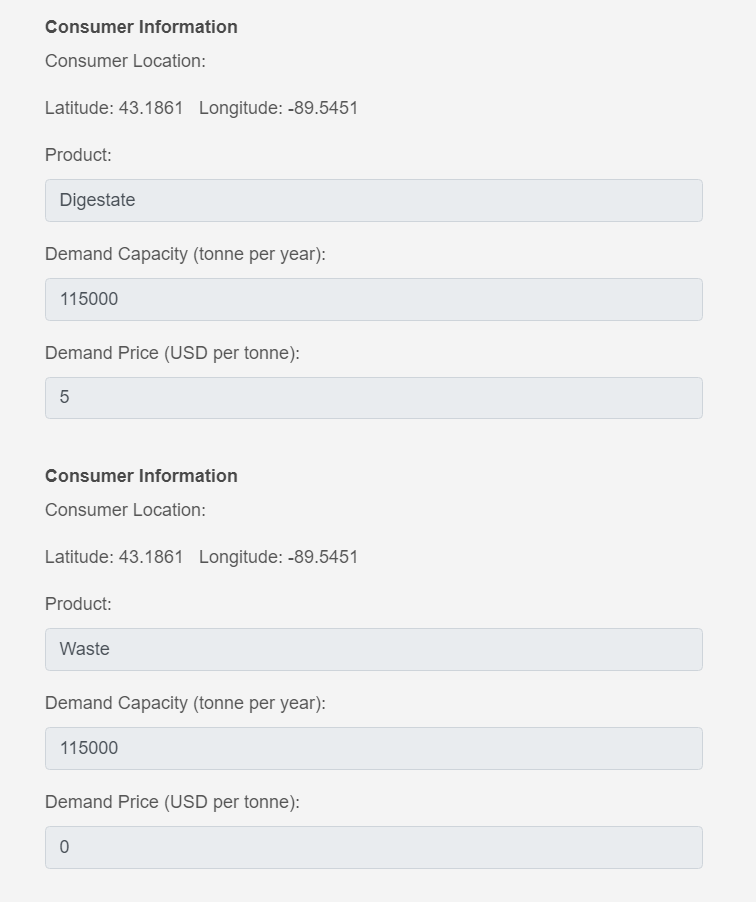 Consumer Information
Consumer Location:
Latitude: 43.1861 Longitude: -89.5451
Product:
Digestate
Demand Capacity (tonne per year):
115000
Demand Price (USD per tonne):
5
Consumer Information
Consumer Location:
Latitude: 43.1861 Longitude: -89.5451
Product:
Waste
Demand Capacity (tonne per year):
115000
Demand Price (USD per tonne):
0